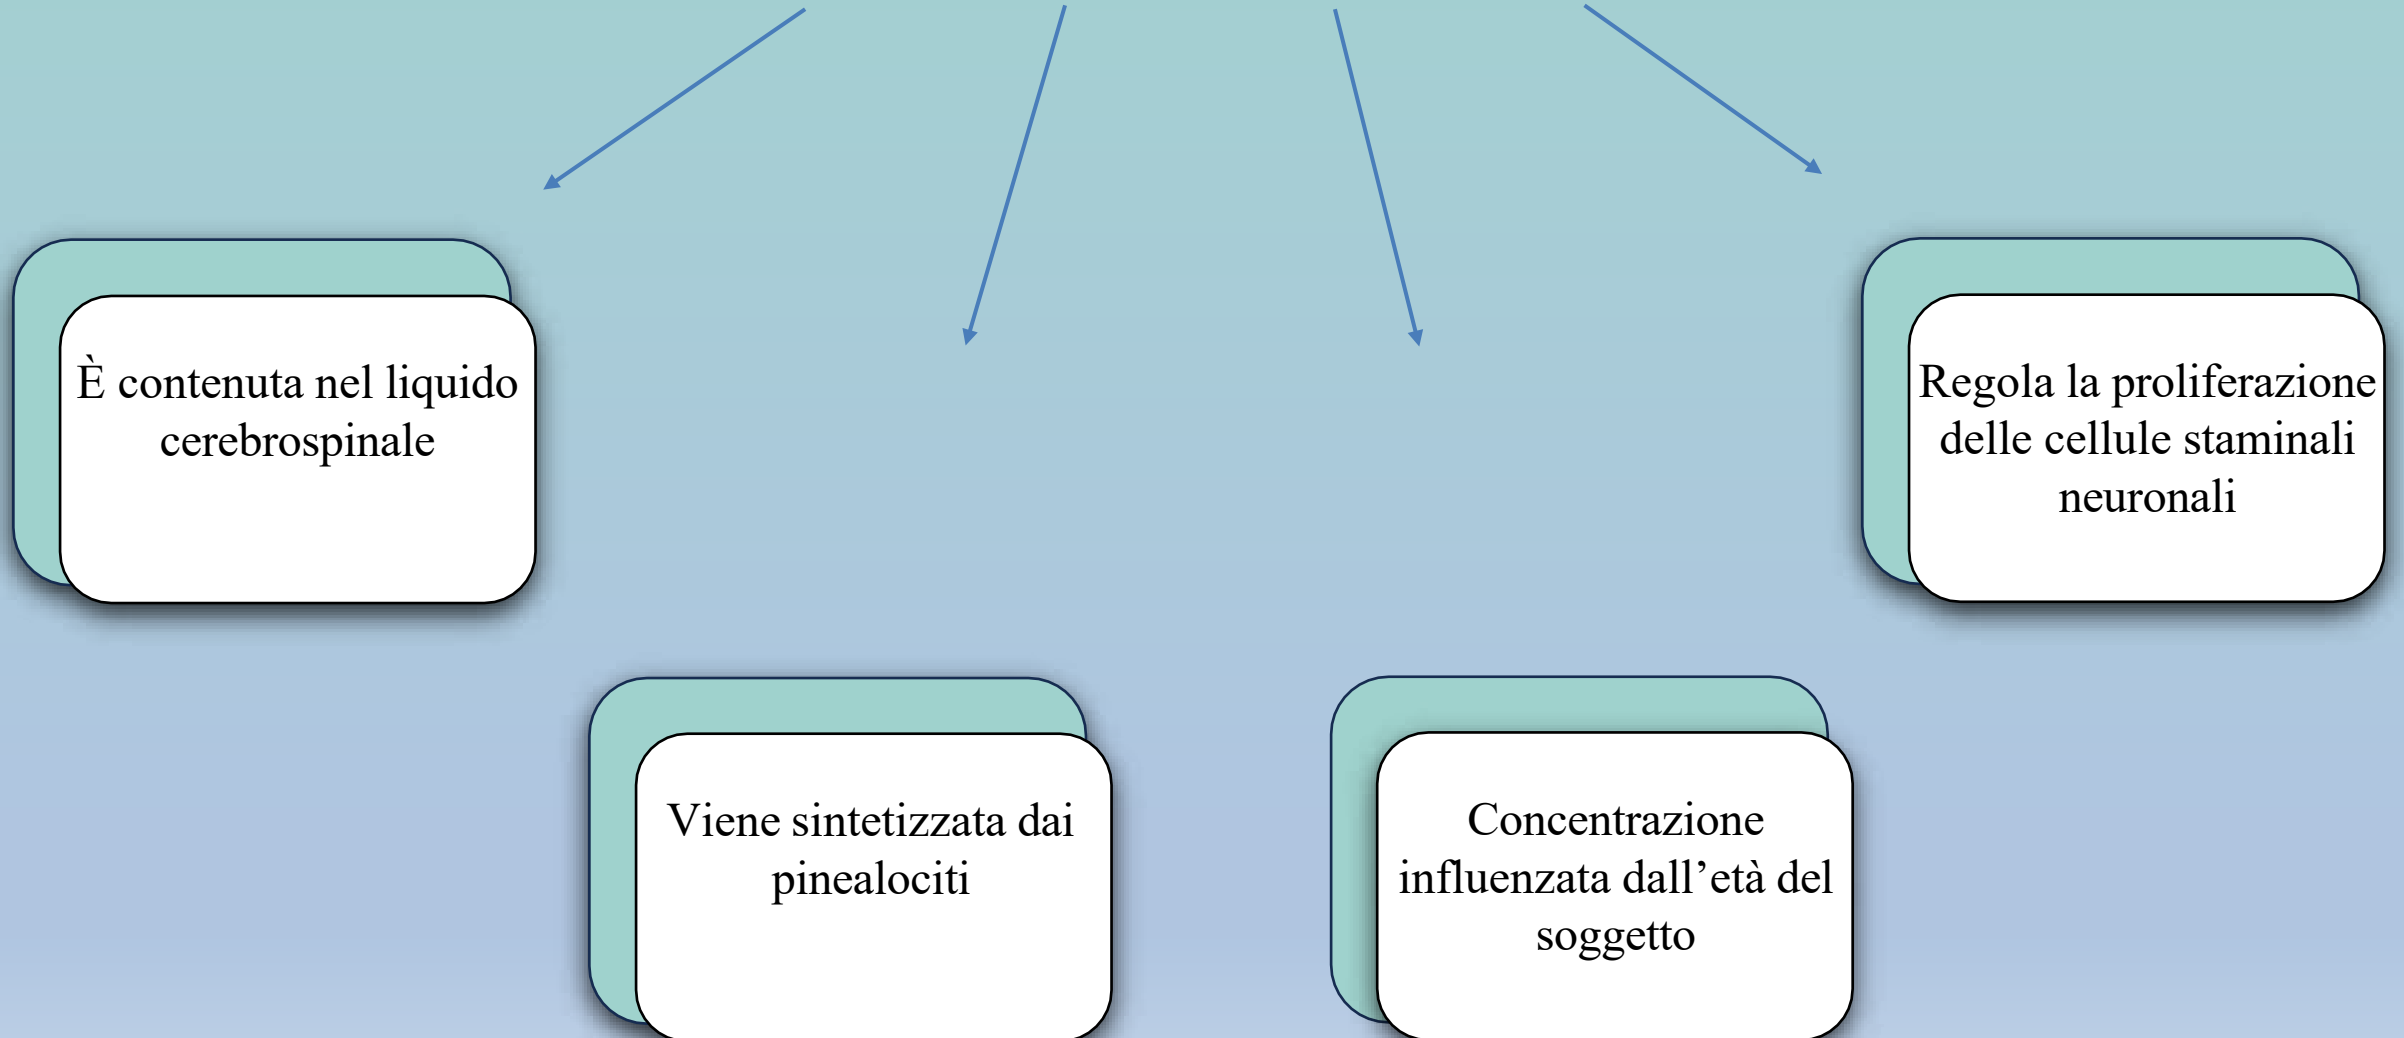 È contenuta nel liquido
cerebrospinale
Viene sintetizzata dai
pinealociti
Concentrazione
influenzata dall’età del
soggetto
Regola la proliferazione
delle cellule staminali
neuronali